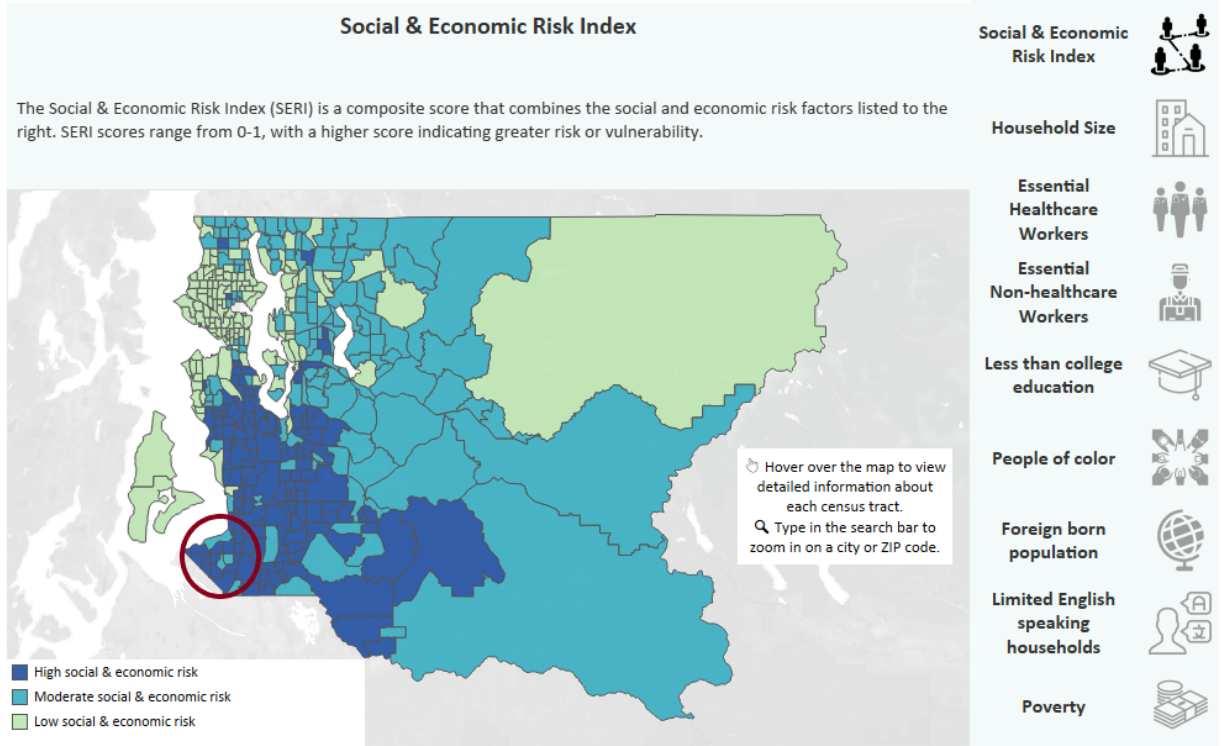 Social & Economic Risk Index
The Social & Economic Risk Index (SERI) is a composite score that combines the social and economic risk factors listed to the
right. SERI scores range from 0-1, with a higher score indicating greater risk or vulnerability.
Hover over the map to view
detailed information about
each census tract.
Type in the search bar to
zoom in on a city or ZIP code.
High social & economic risk
Moderate social & economic risk
Low social & economic risk
Social & Economic
Risk Index
Household Size
Essential
Healthcare
Workers
Essential
Non-healthcare
Workers
Less than college
education
People of color
Foreign born
population
Limited English
speaking
households
A
文
Poverty